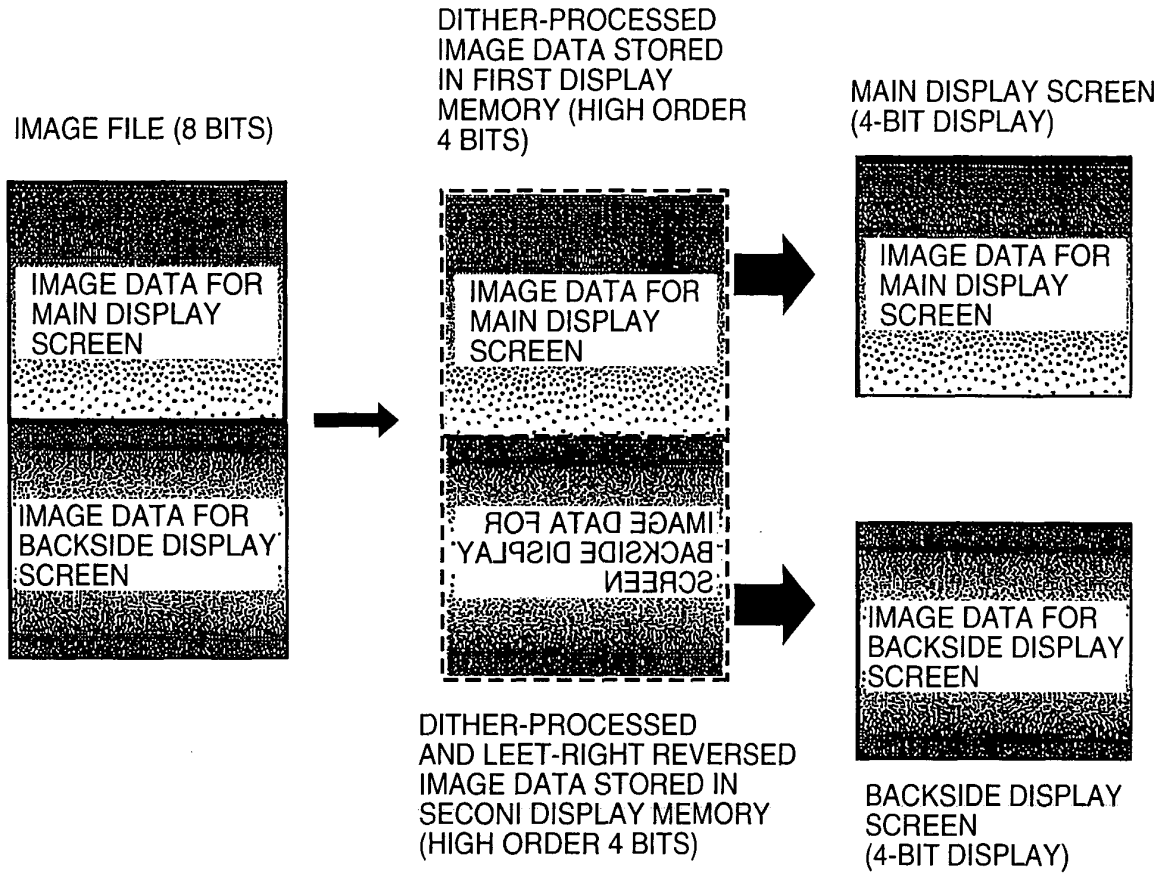 IMAGE FILE (8 BITS)
IMAGE DATA FOR
MAIN DISPLAY
SCREEN
IMAGE DATA FOR
BACKSIDE DISPLAY
SCREEN
DITHER-PROCESSED
IMAGE DATA STORED
IN FIRST DISPLAY
MEMORY (HIGH ORDER
4 BITS)
IMAGE DATA FOR
MAIN DISPLAY
SCREEN
IMAGE DATA FOR
BACKSIDE DISPLAY
SCREEN
DITHER-PROCESSED
AND LEET-RIGHT REVERSED
IMAGE DATA STORED IN
SECONI DISPLAY MEMORY
(HIGH ORDER 4 BITS)
MAIN DISPLAY SCREEN
(4-BIT DISPLAY)
IMAGE DATA FOR
MAIN DISPLAY
SCREEN
IMAGE DATA FOR
BACKSIDE DISPLAY
SCREEN
BACKSIDE DISPLAY
SCREEN
(4-BIT DISPLAY)